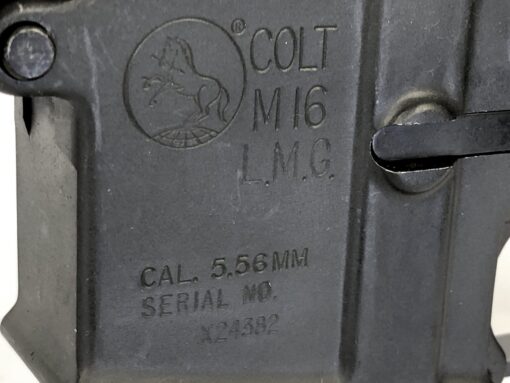 ® COLT
M16
L.M.G.
CAL. 5.56MM
SERIAL NO.
X24382